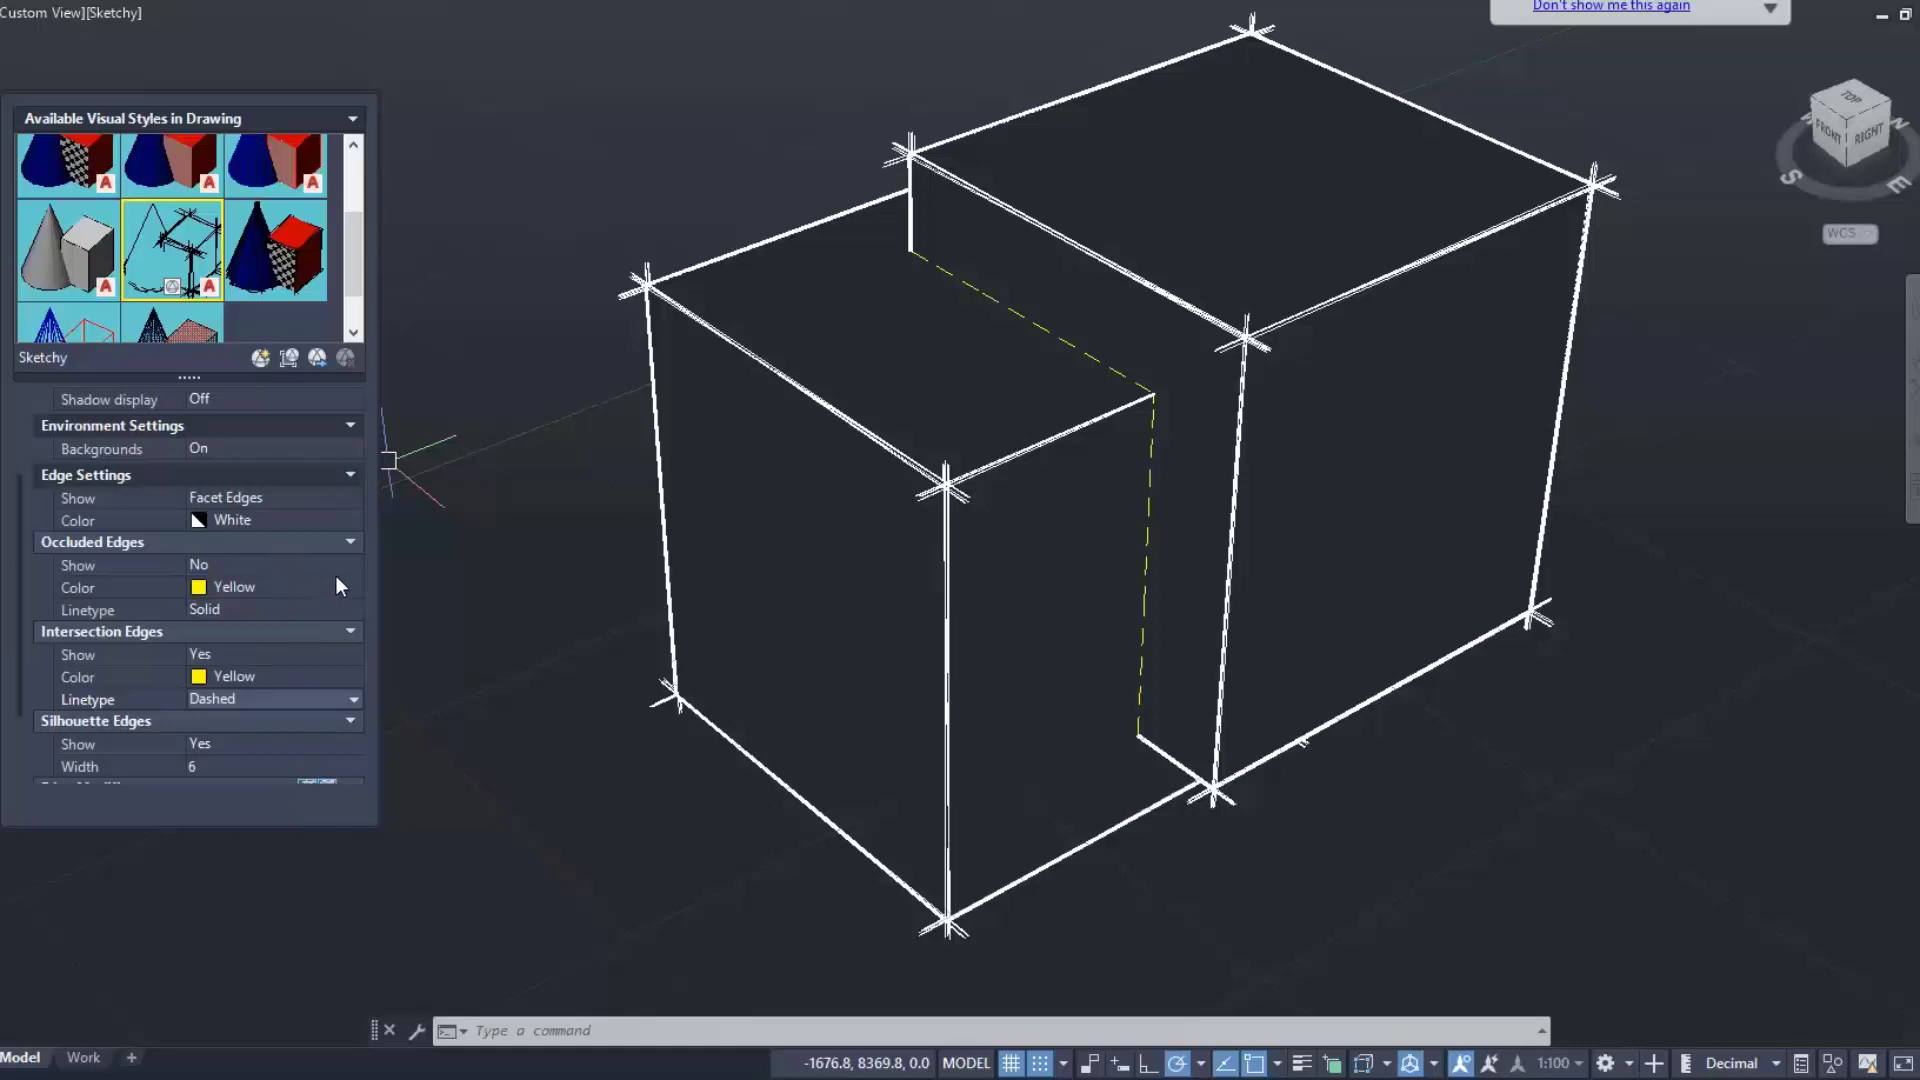 Custom View][Sketchy]
Don't show me this again
Available Visual Styles in Drawing
TOP
FRONT
RIGHT
S
E
WCS
A A A
A A
Sketchy
Shadow display Off
Environment Settings
Backgrounds On
Edge Settings
Show Facet Edges
Color White
Occluded Edges
Show No
Color Yellow
Linetype Solid
Intersection Edges
Show Yes
Color Yellow
Linetype Dashed
Silhouette Edges
Show Yes
Width 6
Type a command
Model Work +
-1676.8, 8369.8, 0.0 MODEL 1:100 Decimal